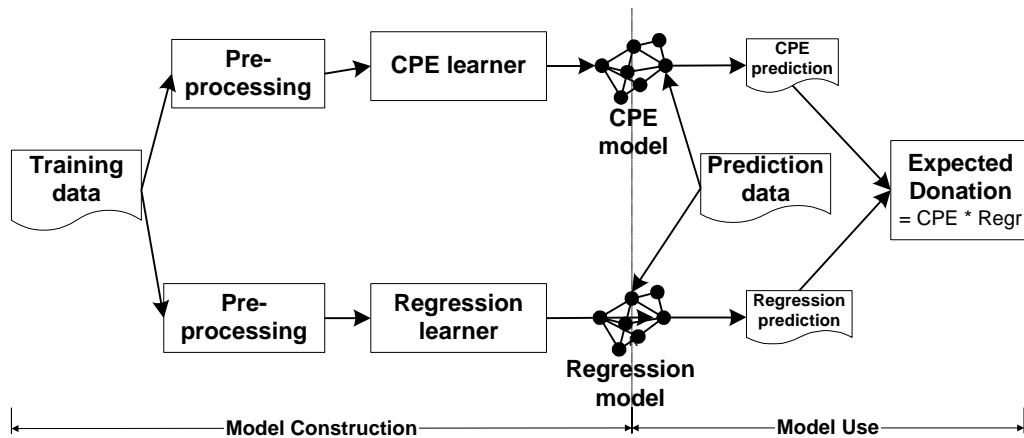 Pre-
processing
CPE learner
CPE
prediction
CPE
model
Training
data
Prediction
data
Expected
Donation
= CPE * Regr
Pre-
processing
Regression
learner
Regression
prediction
Regression
model
Model Construction
Model Use